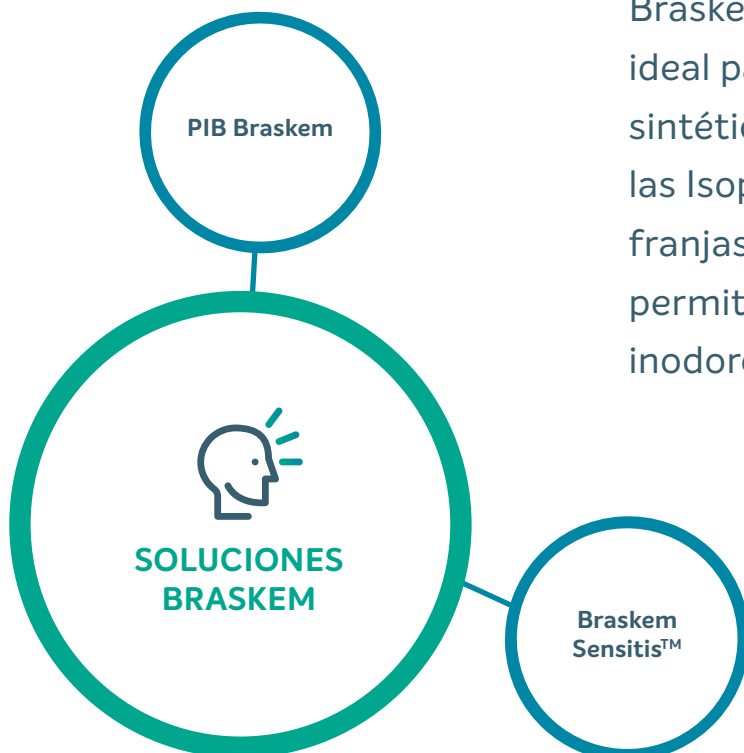 PIB Braskem
SOLUCIONES
BRASKEM
Braskem
Sensitis™
ideal
las
franjas